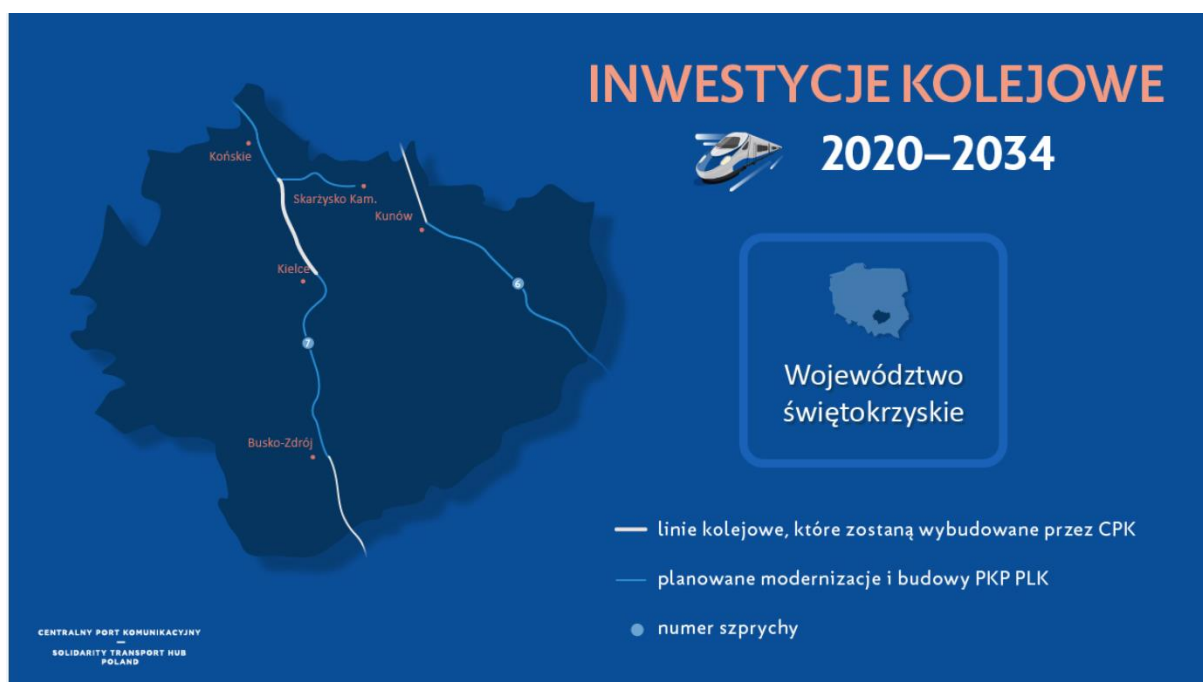 INWESTYCJE KOLEJOWE
2020–2034
Końskie
Skarżysko Kam.
Kunów
Kielce
6
7
Busko-Zdrój
Województwo
świętokrzyskie
linie kolejowe, które zostaną wybudowane przez CPK
planowane modernizacje i budowy PKP PLK
numer szprychy
CENTRALNY PORT KOMUNIKACYJNY
—
SOLIDARITY TRANSPORT HUB
POLAND